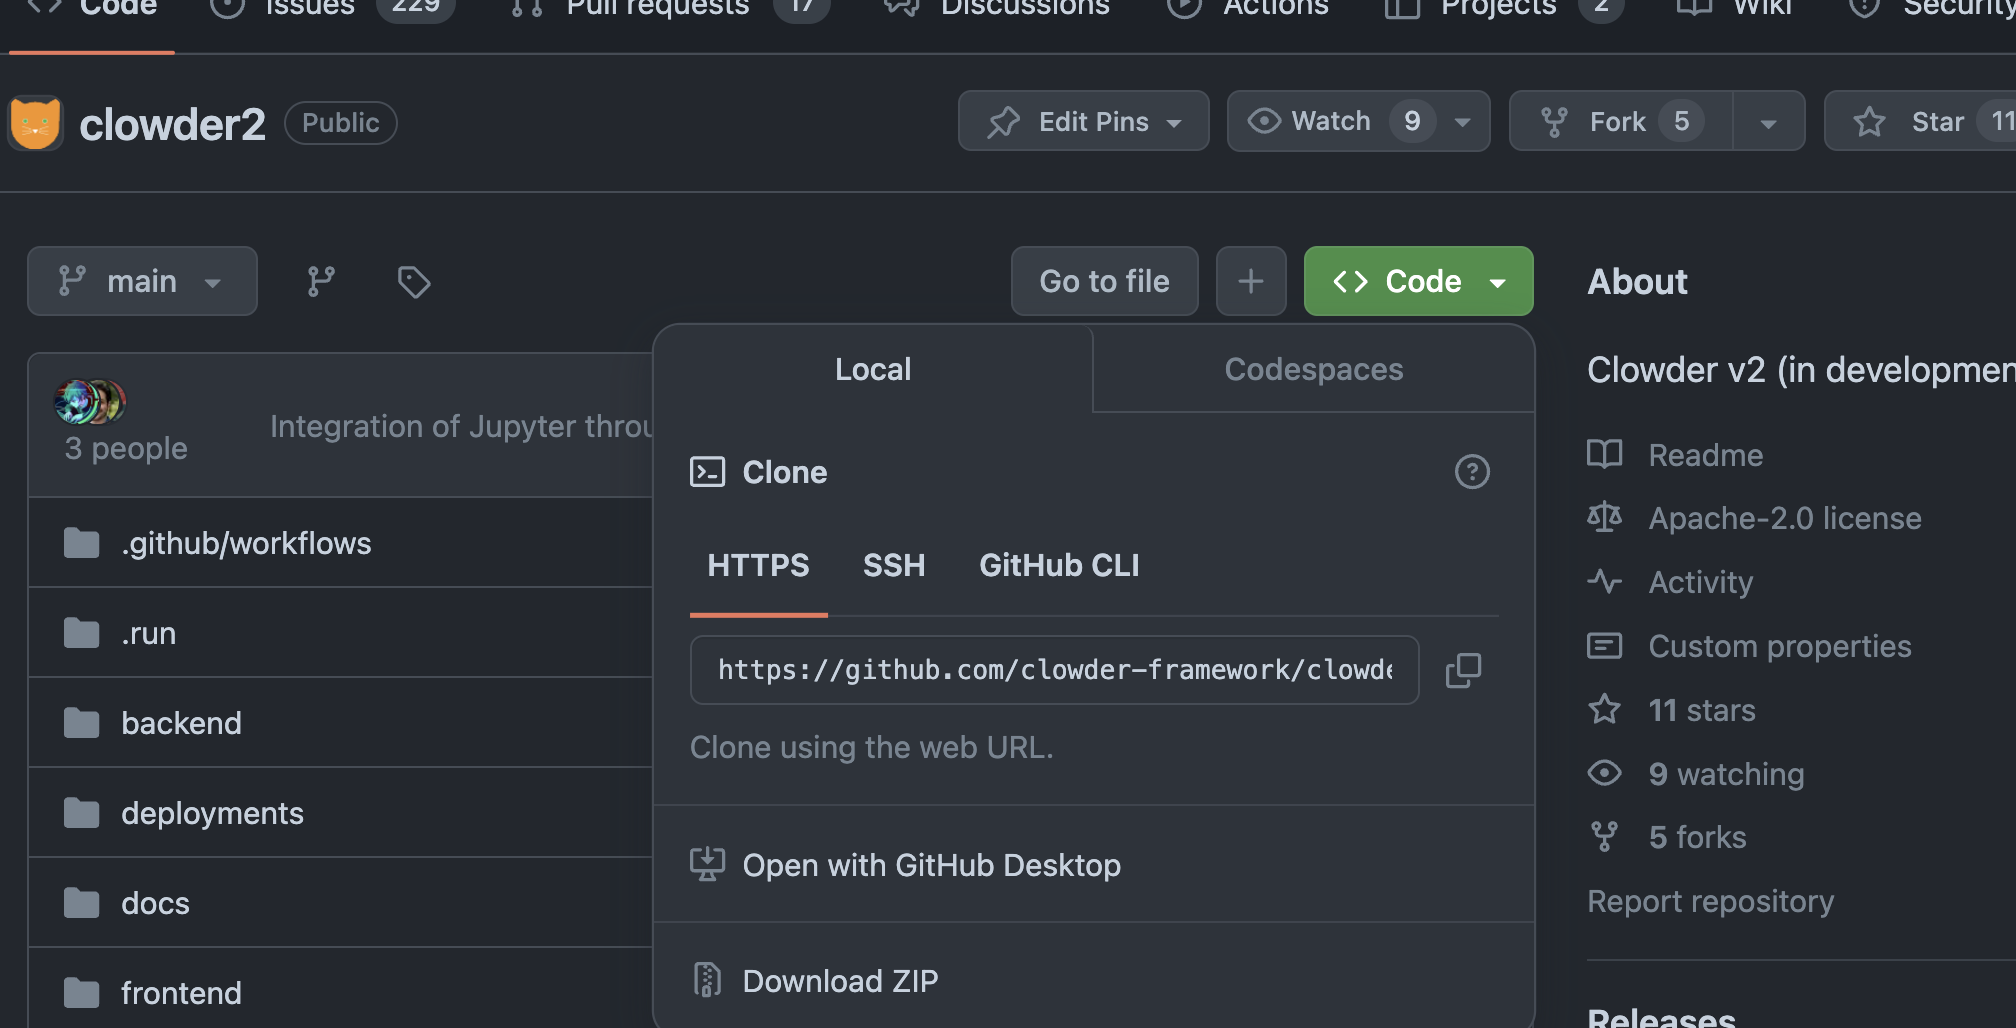 Code Issues 229 Pull requests 17 Discussions Actions Projects 2 Wiki Security
clowder2 Public Edit Pins Watch 9 Fork 5 Star 11
main Go to file Code
About
Local Codespaces
Clowder v2 (in developmen
3 people Integration of Jupyter throu
Clone
Readme
Apache-2.0 license
.github/workflows
HTTPS SSH GitHub CLI
Activity
.run
https://github.com/clowder-framework/clowde
Custom properties
backend
Clone using the web URL.
11 stars
9 watching
deployments
Open with GitHub Desktop
5 forks
docs
Report repository
Download ZIP
frontend
Releases